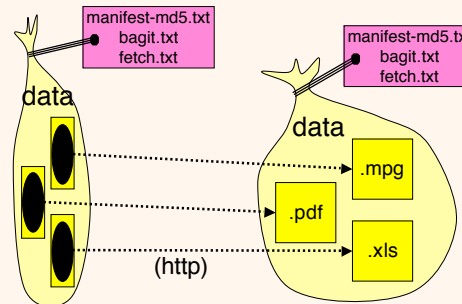 manifest-md5.txt
bagit.txt
fetch.txt
data
manifest-md5.txt
bagit.txt
fetch.txt
data
.mpg
.pdf
.xls
(http)